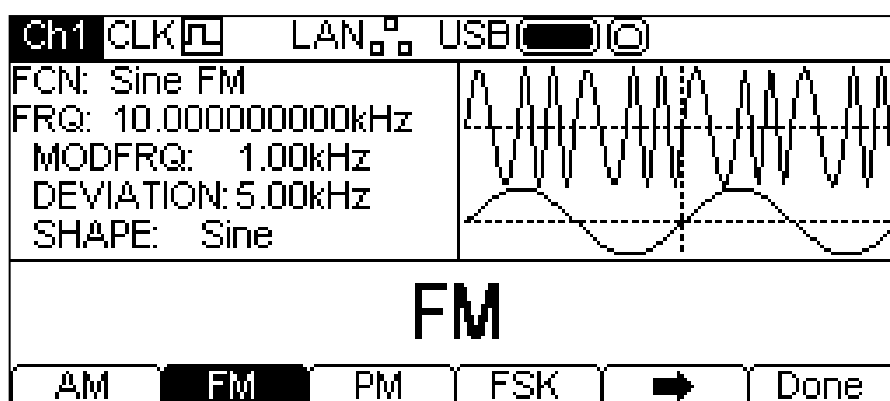 Ch1 CLK LAN USB
FCN: Sine FM
FRQ: 10.000000000kHz
MODFRQ: 1.00kHz
DEVIATION: 5.00kHz
SHAPE: Sine
FM
AM FM PM FSK Done